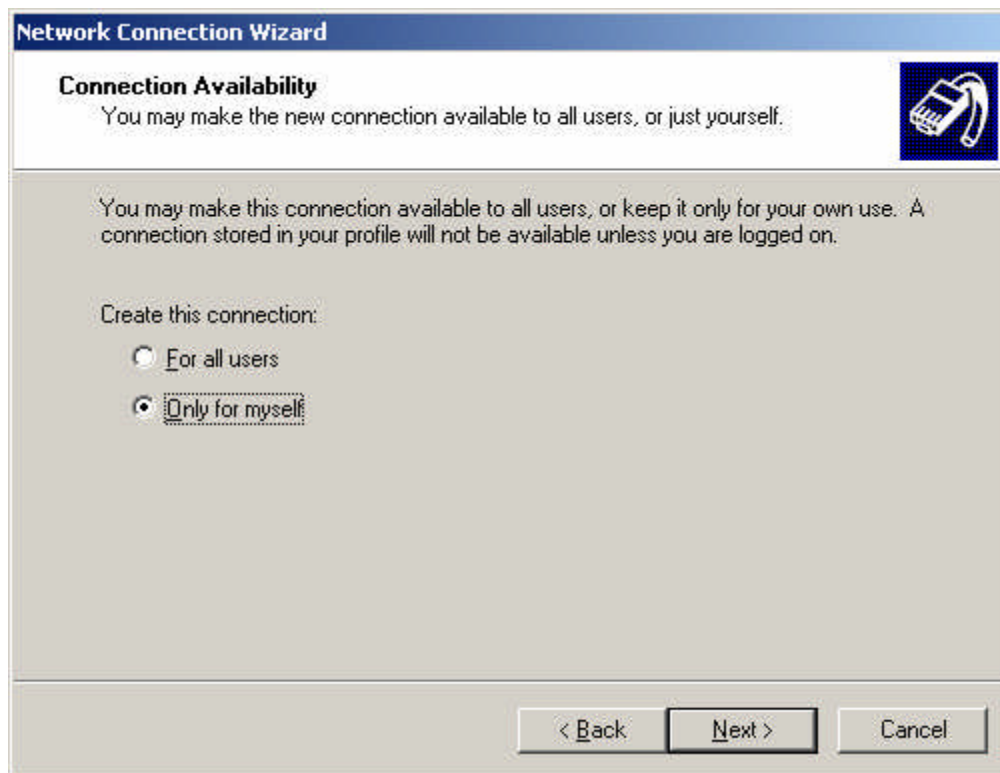 Network Connection Wizard
Connection Availability
You may make the new connection available to all users, or just yourself.
You may make this connection available to all users, or keep it only for your own use.  A
connection stored in your profile will not be available unless you are logged on.
Create this connection:
For all users
Only for myself
< Back
Next >
Cancel